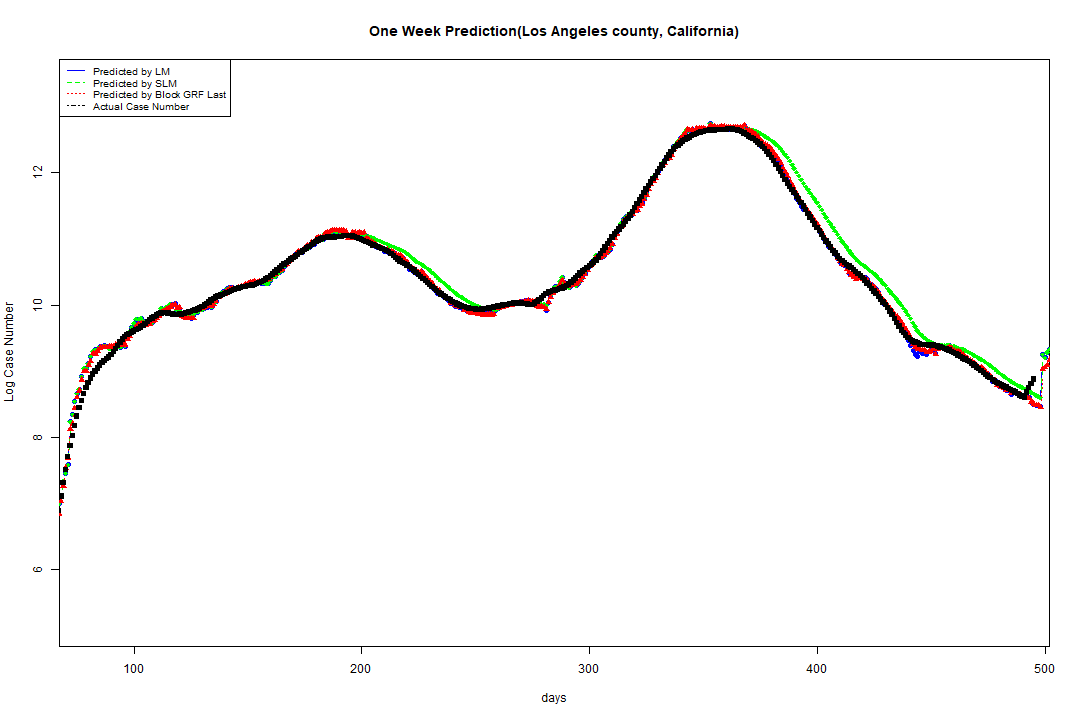 One Week Prediction(Los Angeles county, California)
Predicted by LM
Predicted by SLM
Predicted by Block GRF Last
Actual Case Number
Log Case Number
12
10
8
6
100 200 300 400 500
days